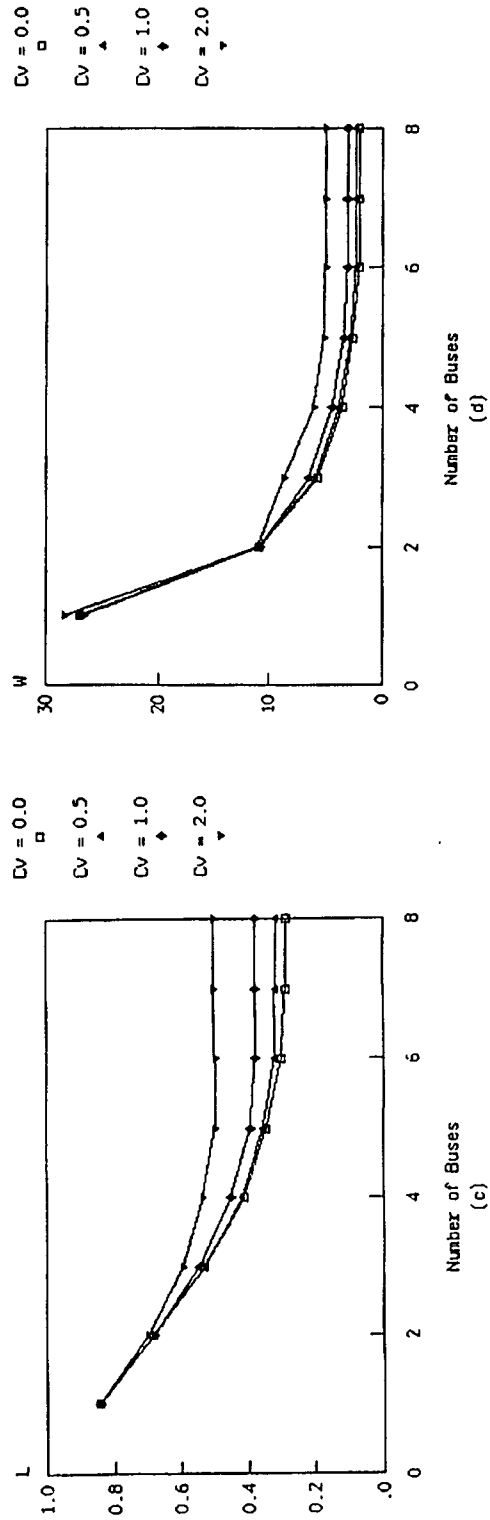 L
1.0
0.8
0.6
0.4
0.2
.0
0 2 4 6 8
Number of Buses
(c)
Cv = 0.0
Cv = 0.5
Cv = 1.0
Cv = 2.0
W
30
20
10
0
0 2 4 6 8
Number of Buses
(d)
Cv = 0.0
Cv = 0.5
Cv = 1.0
Cv = 2.0